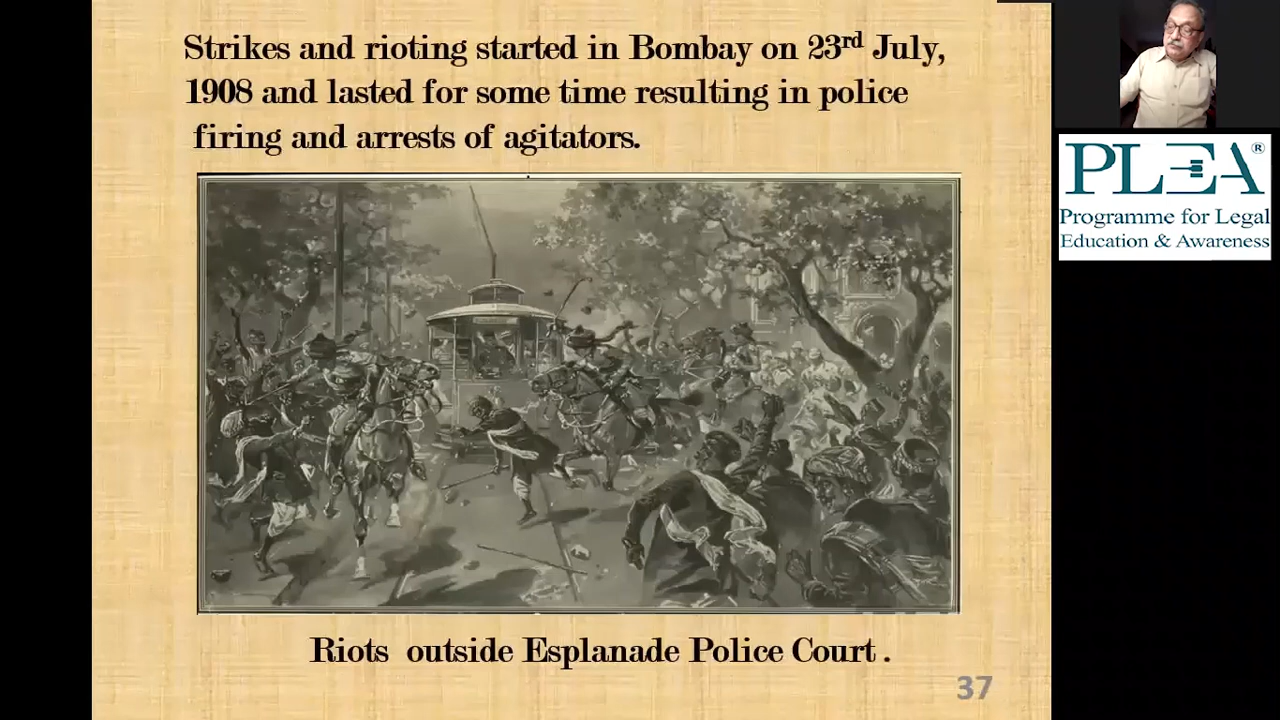 Strikes and rioting started in Bombay on 23rd July,
1908 and lasted for some time resulting in police
firing and arrests of agitators.
Riots outside Esplanade Police Court .
37
PLEA®
Programme for Legal
Education & Awareness